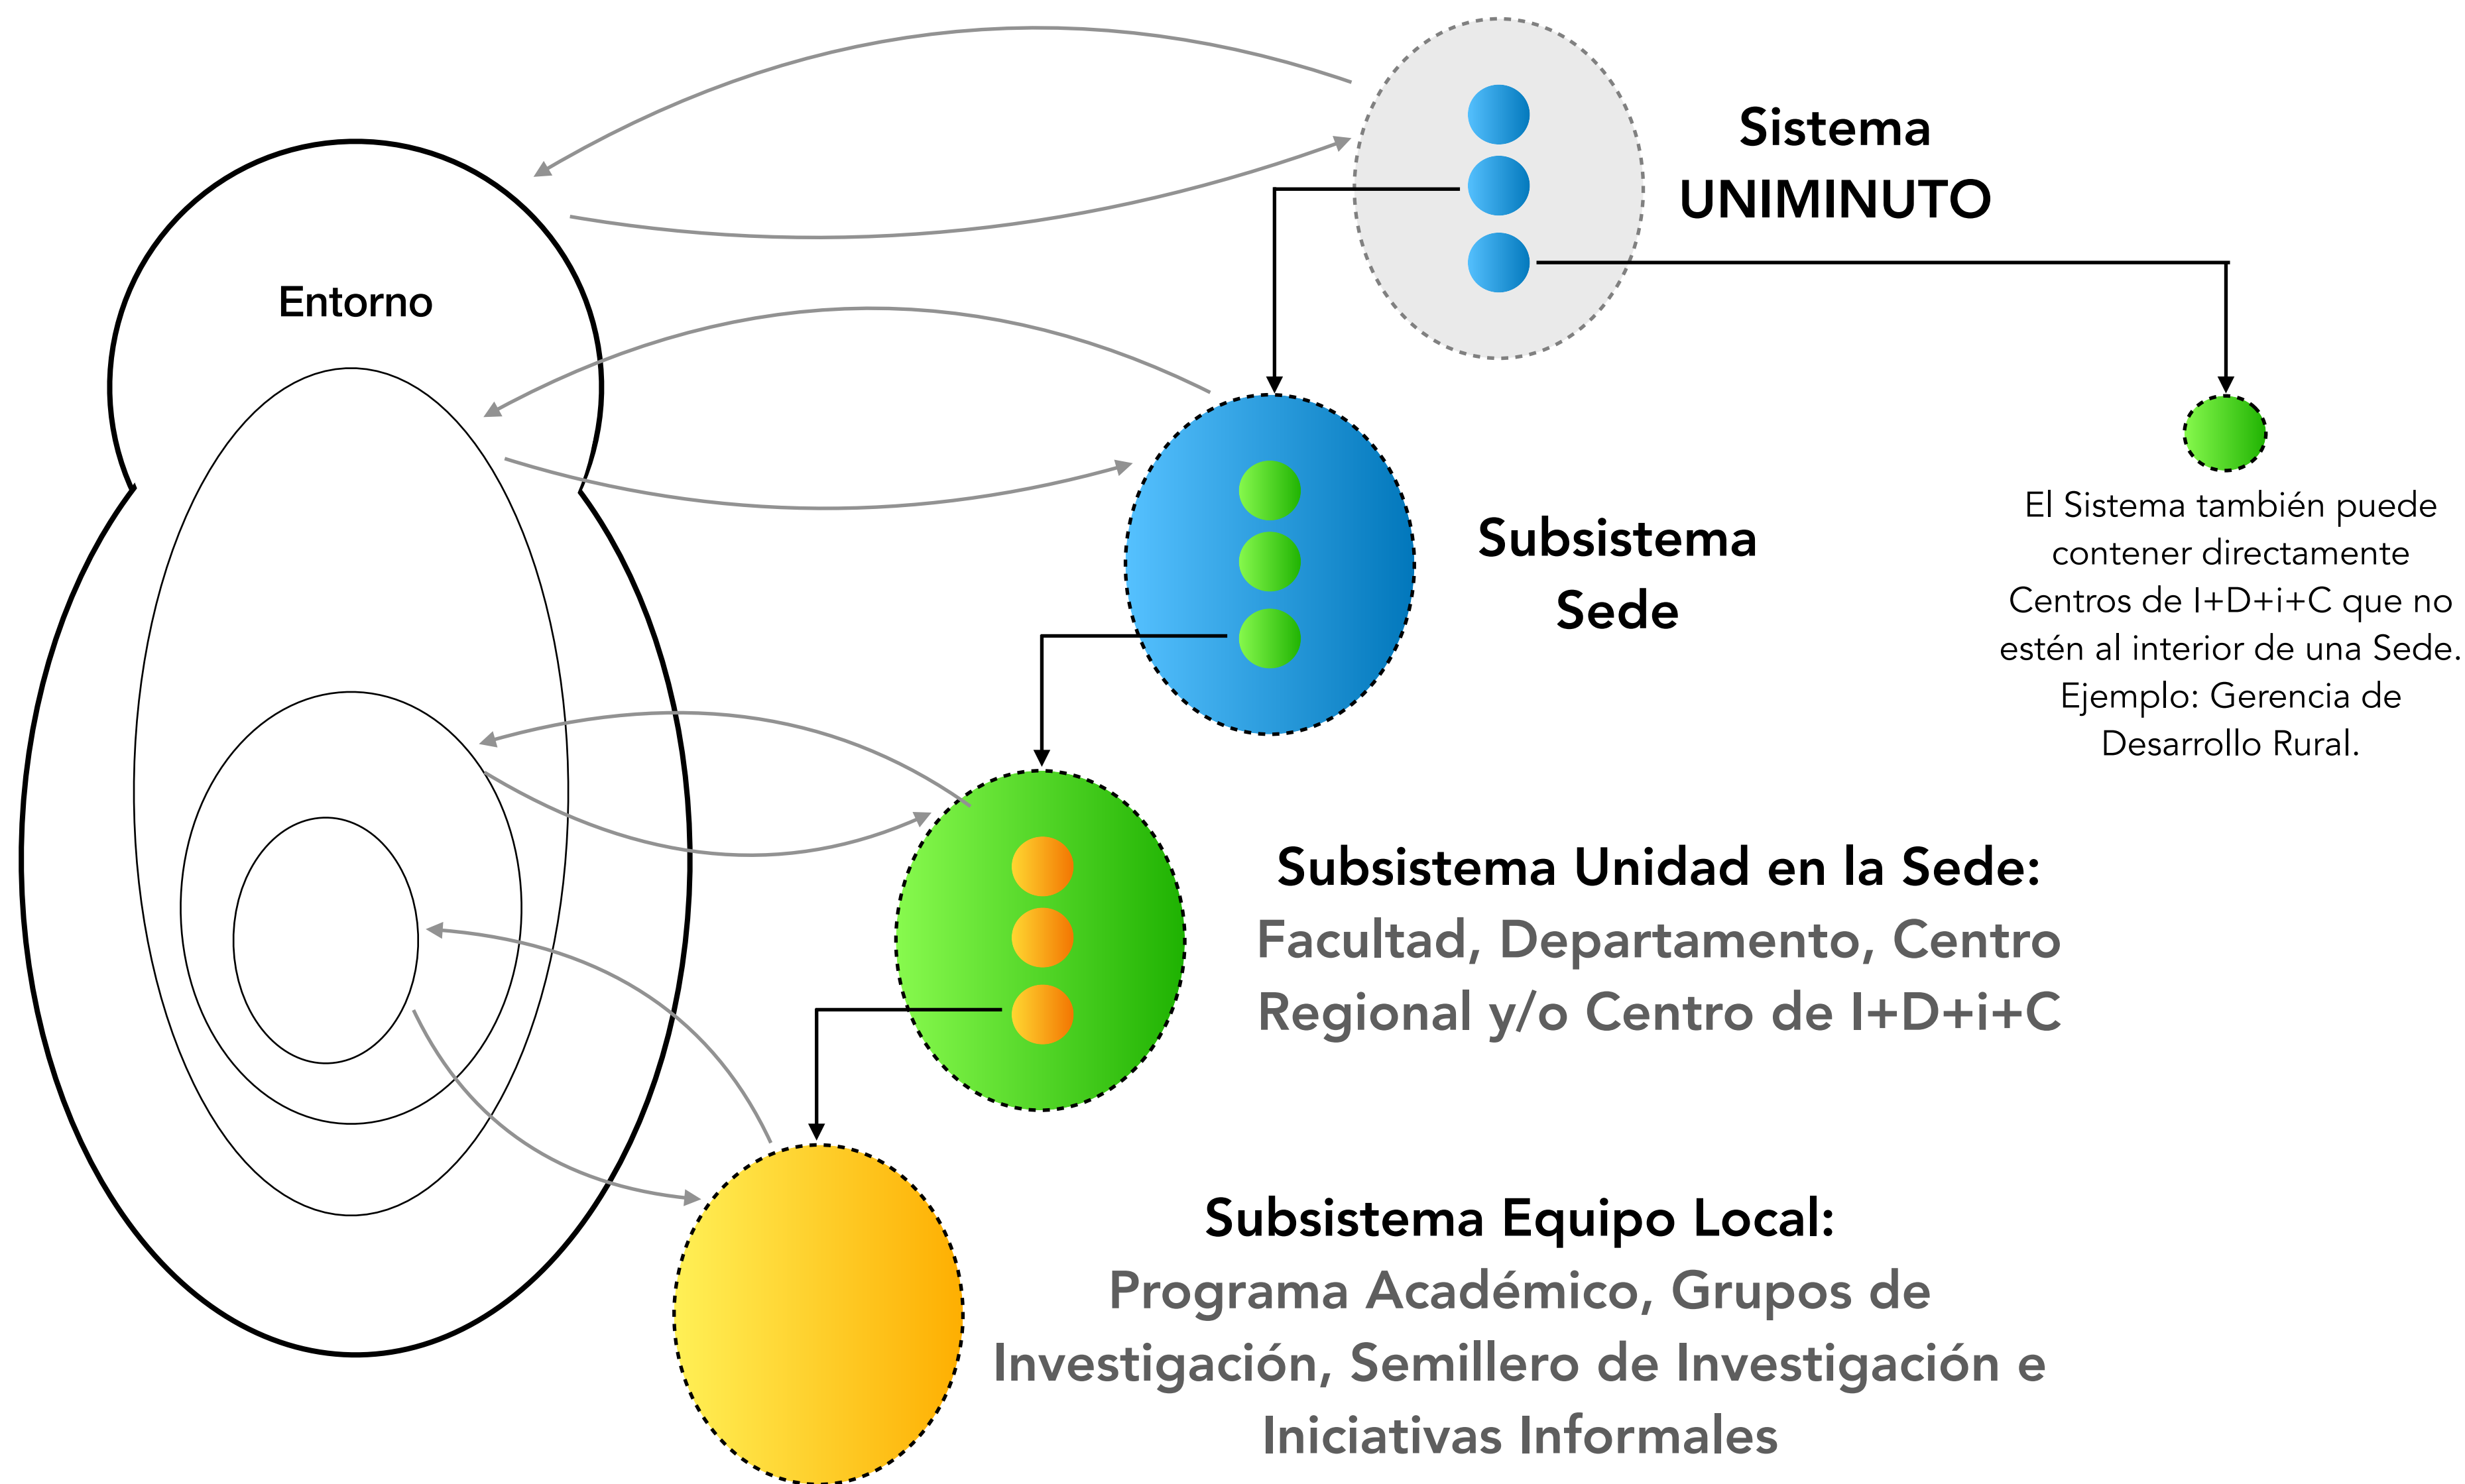 Sistema
UNIMINUTO
Entorno
Subsistema
Sede
El Sistema también puede
contener directamente
Centros de I+D+i+C que no
estén al interior de una Sede.
Ejemplo: Gerencia de
Desarrollo Rural.
Subsistema Unidad en la Sede:
Facultad, Departamento, Centro
Regional y/o Centro de I+D+i+C
Subsistema Equipo Local:
Programa Académico, Grupos de
Investigación, Semillero de Investigación e
Iniciativas Informales